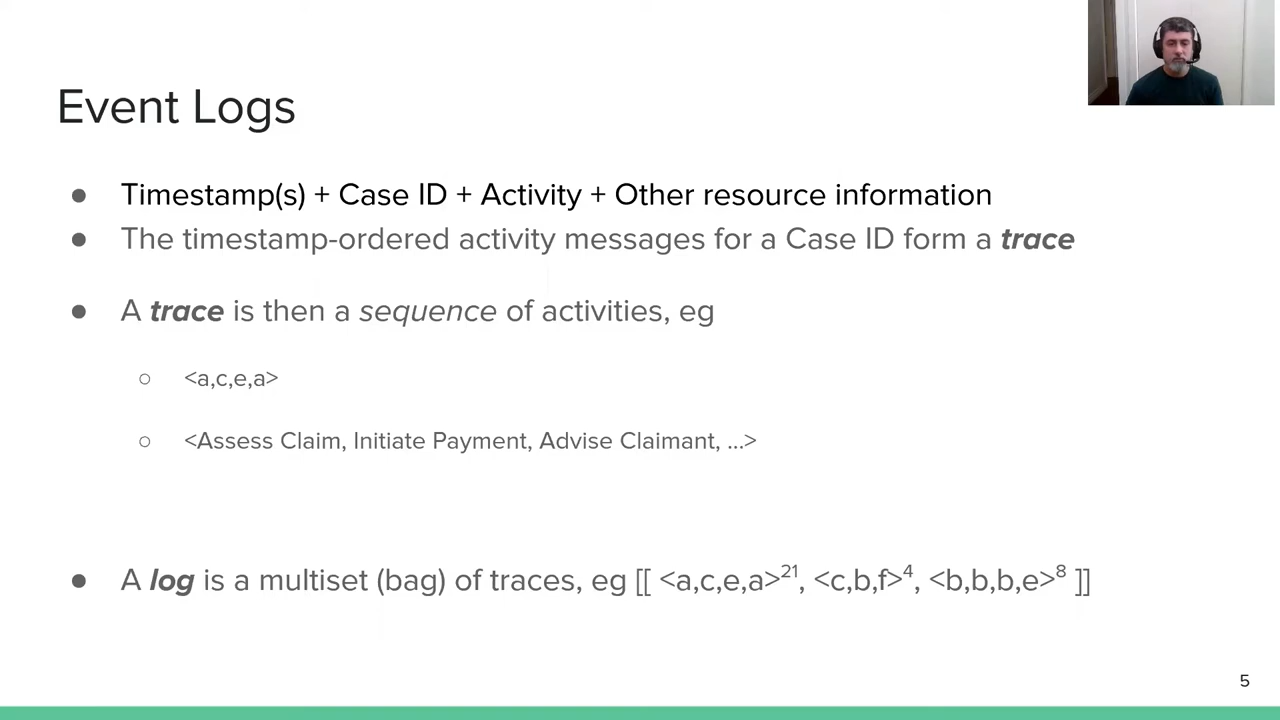 Event Logs
● Timestamp(s) + Case ID + Activity + Other resource information
● The timestamp-ordered activity messages for a Case ID form a trace
● A trace is then a sequence of activities, eg
○ <a,c,e,a>
○ <Assess Claim, Initiate Payment, Advise Claimant, ...>
● A log is a multiset (bag) of traces, eg [[ <a,c,e,a>²¹, <c,b,f>⁴, <b,b,b,e>⁸ ]]
5